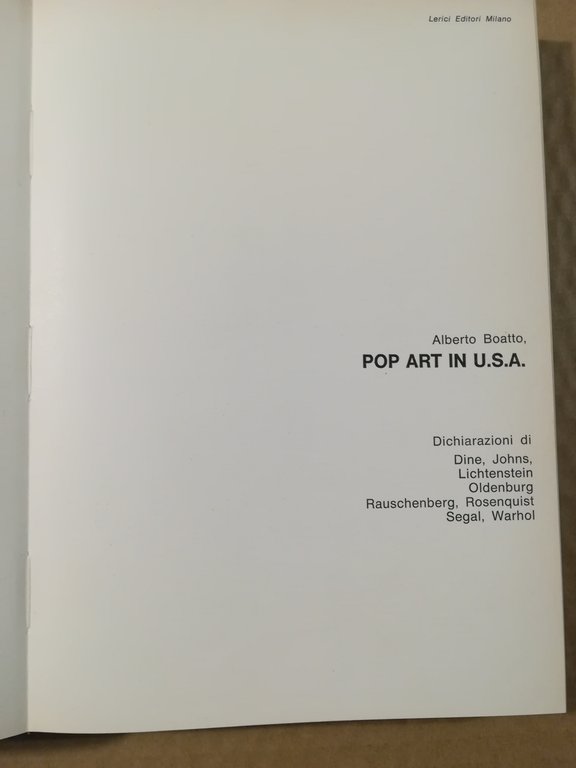 Lerici Editori Milano
Alberto Boatto,
POP ART IN U.S.A.
Dichiarazioni di
Dine, Johns,
Lichtenstein
Oldenburg
Rauschenberg, Rosenquist
Segal, Warhol